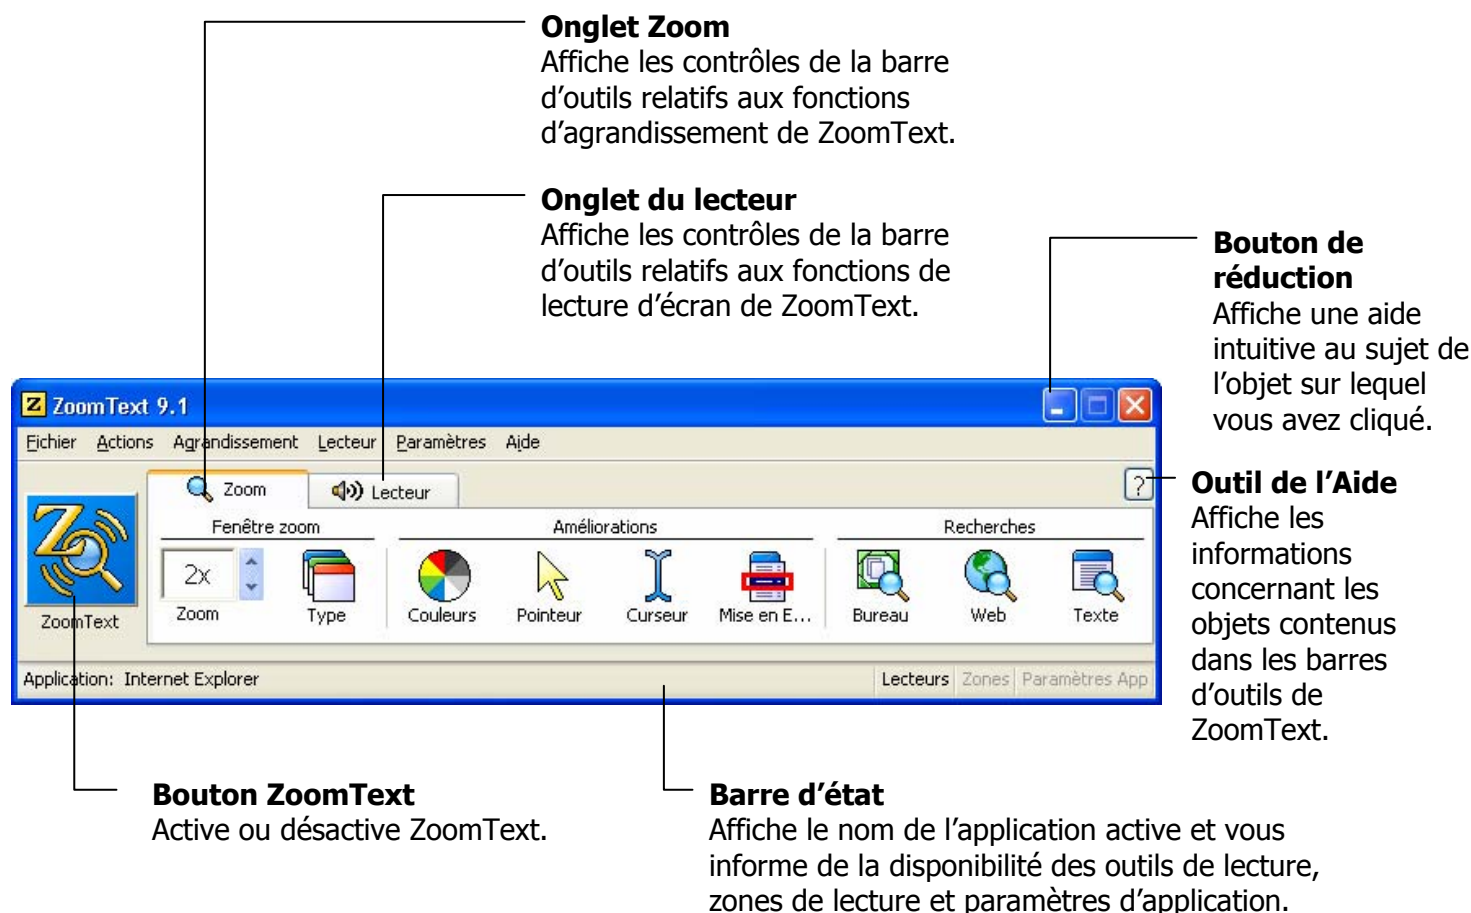 Onglet Zoom
Affiche les contrôles de la barre
d’outils relatifs aux fonctions
d’agrandissement de ZoomText.
Onglet du lecteur
Affiche les contrôles de la barre
d’outils relatifs aux fonctions de
lecture d’écran de ZoomText.
Bouton de
réduction
Affiche une aide
intuitive au sujet de
l’objet sur lequel
vous avez cliqué.
ZoomText 9.1
Fichier Actions Agrandissement Lecteur Paramètres Aide
Zoom Lecteur ?
Fenêtre zoom Améliorations Recherches
2x
Zoom Type Couleurs Pointeur Curseur Mise en E... Bureau Web Texte
ZoomText
Application: Internet Explorer Lecteurs Zones Paramètres App
Outil de l’Aide
Affiche les
informations
concernant les
objets contenus
dans les barres
d’outils de
ZoomText.
Bouton ZoomText
Active ou désactive ZoomText.
Barre d’état
Affiche le nom de l’application active et vous
informe de la disponibilité des outils de lecture,
zones de lecture et paramètres d’application.